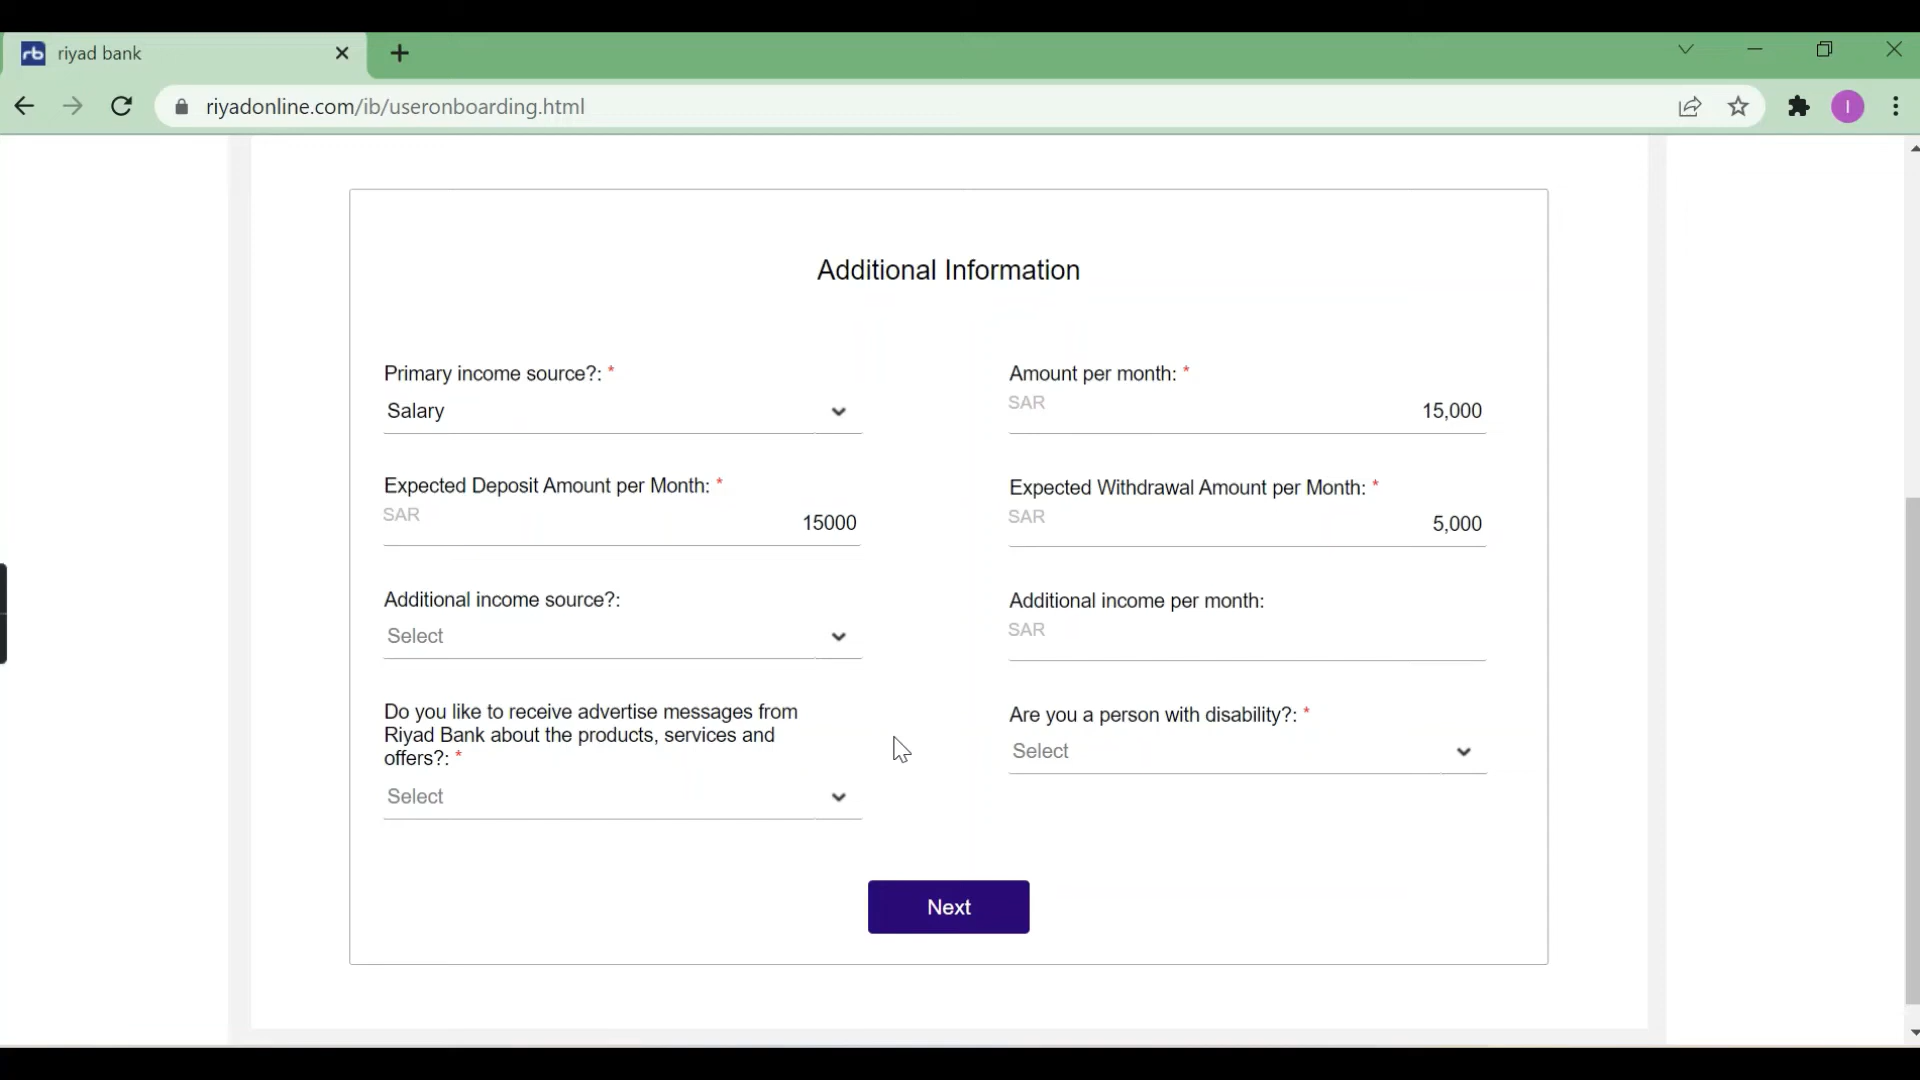 riyad bank
riyadonline.com/ib/useronboarding.html
I
Additional Information
Primary income source?: *
Salary
Amount per month: *
SAR
15,000
Expected Deposit Amount per Month: *
SAR
15000
Expected Withdrawal Amount per Month: *
SAR
5,000
Additional income source?:
Select
Additional income per month:
SAR
Do you like to receive advertise messages from
Riyad Bank about the products, services and
offers?: *
Select
Are you a person with disability?: *
Select
Next